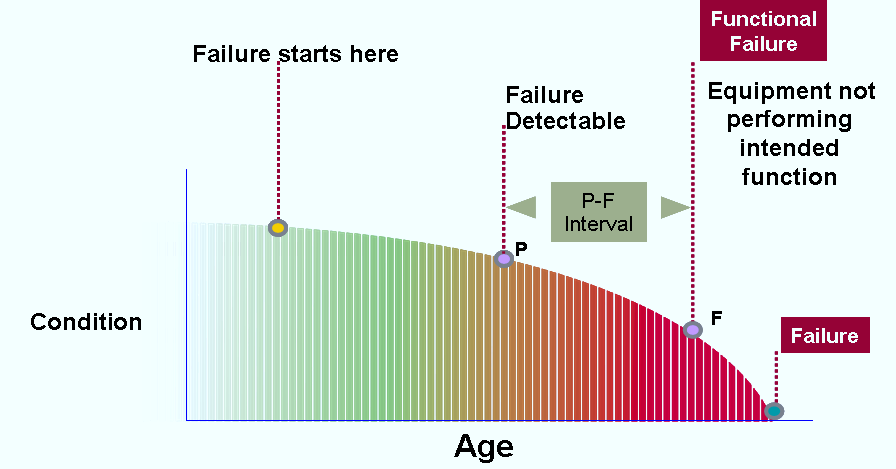 Functional
Failure
Failure starts here
Failure
Detectable
Equipment not
performing
intended
function
P-F
Interval
P
F
Condition
Failure
Age